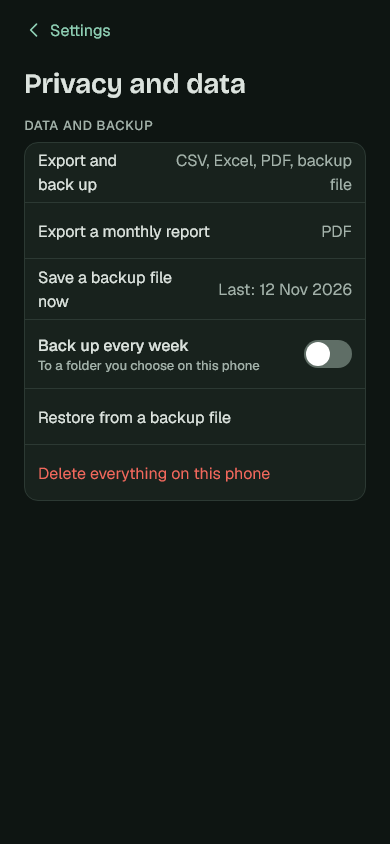 Settings
Privacy and data
DATA AND BACKUP
Export and
back up
CSV, Excel, PDF, backup
file
Export a monthly report
PDF
Save a backup file
now
Last: 12 Nov 2026
Back up every week
To a folder you choose on this phone
Restore from a backup file
Delete everything on this phone